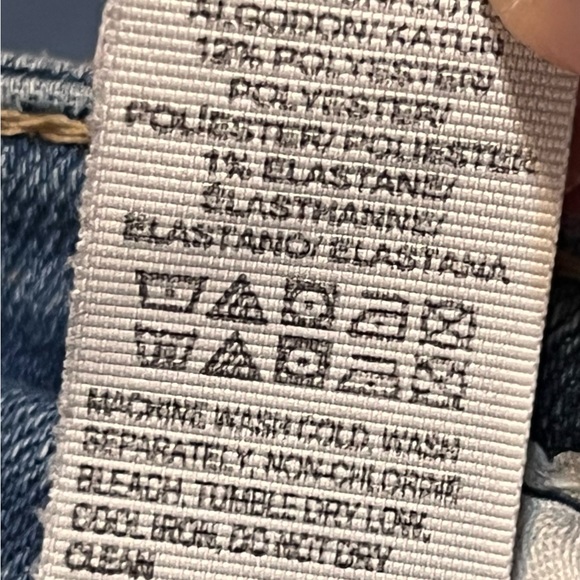 ALGODON/KATUN
12% POLYESTER/
POLYESTER/
POLIESTER/POLIESTER
1% ELASTANE/
ELASTHANNE/
ELASTANO/ELASTANA
MACHINE WASH COLD, WASH
SEPARATELY, NON-CHLORINE
BLEACH, TUMBLE DRY LOW,
COOL IRON, DO NOT DRY
CLEAN